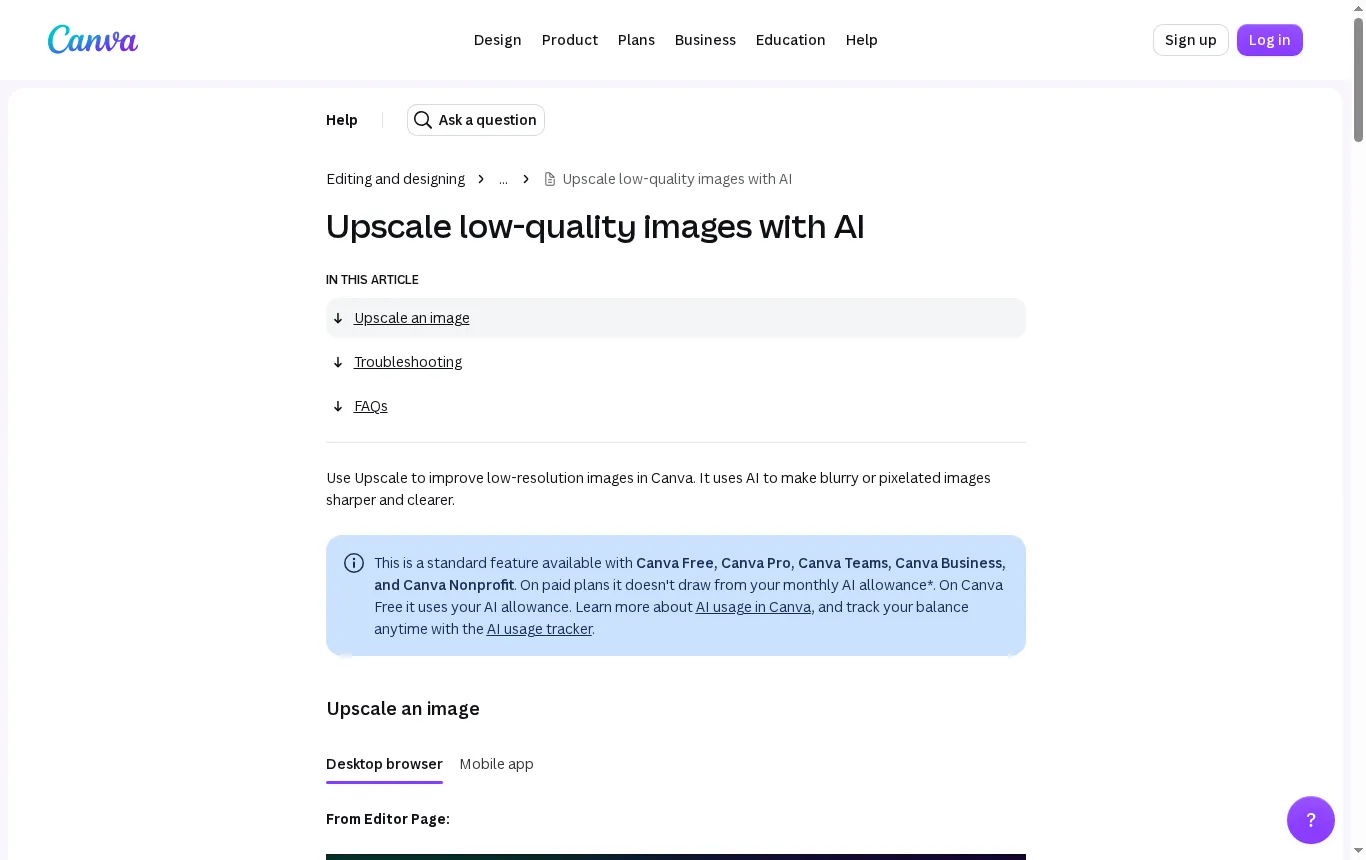 Canva
Design Product Plans Business Education Help
Sign up Log in
Help
Ask a question
Editing and designing > ... > Upscale low-quality images with AI
Upscale low-quality images with AI
IN THIS ARTICLE
↓ Upscale an image
↓ Troubleshooting
↓ FAQs
Use Upscale to improve low-resolution images in Canva. It uses AI to make blurry or pixelated images
sharper and clearer.
This is a standard feature available with Canva Free, Canva Pro, Canva Teams, Canva Business,
and Canva Nonprofit. On paid plans it doesn't draw from your monthly AI allowance*. On Canva
Free it uses your AI allowance. Learn more about AI usage in Canva, and track your balance
anytime with the AI usage tracker.
Upscale an image
Desktop browser Mobile app
From Editor Page:
?